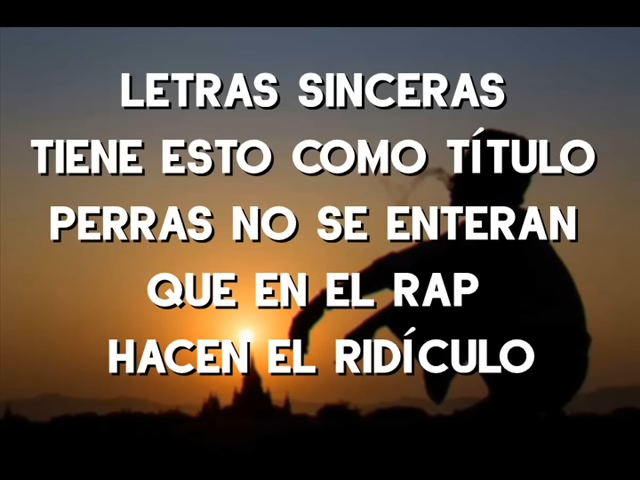 LETRAS SINCERAS
TIENE ESTO COMO TÍTULO
PERRAS NO SE ENTERAN
QUE EN EL RAP
HACEN EL RIDÍCULO